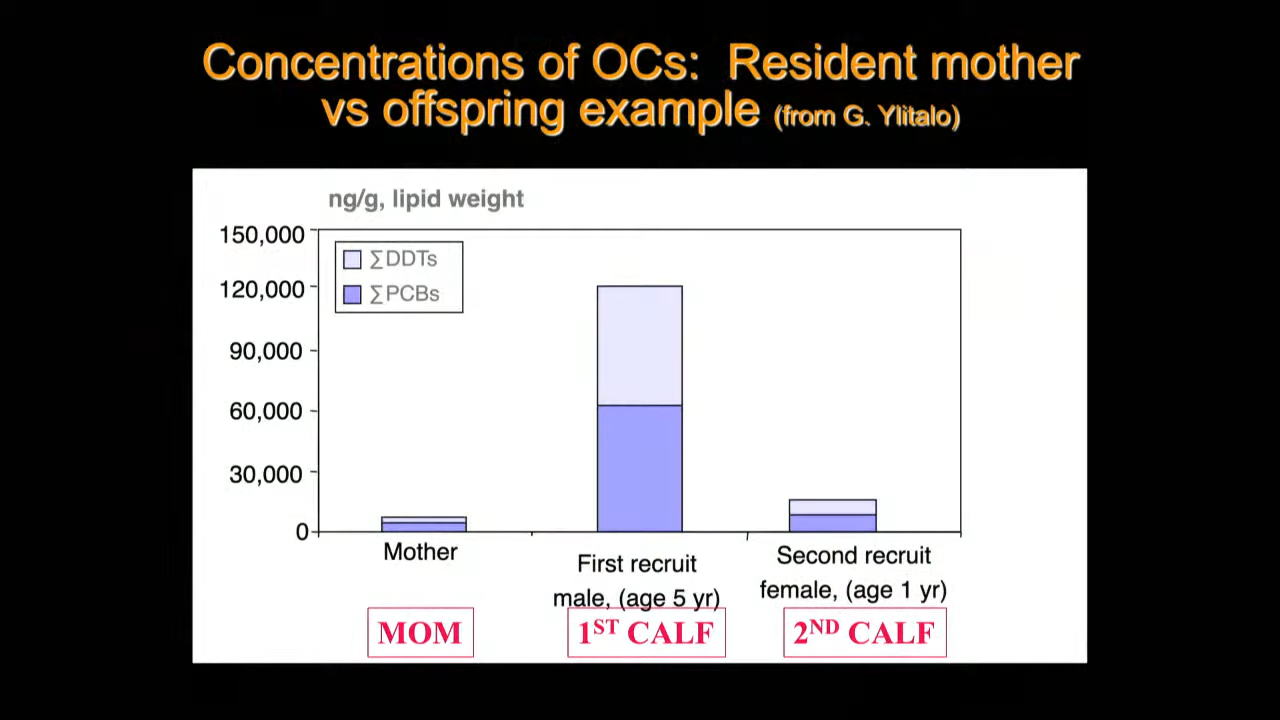 Concentrations of OCs: Resident mother
vs offspring example (from G. Ylitalo)
ng/g, lipid weight
150,000
120,000
90,000
60,000
30,000
0
∑DDTs
∑PCBs
Mother
First recruit
male, (age 5 yr)
Second recruit
female, (age 1 yr)
MOM
1ST CALF
2ND CALF